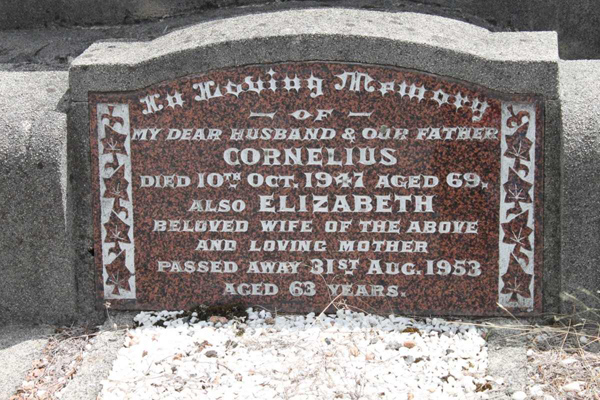 In Loving Memory
— OF —
MY DEAR HUSBAND & OUR FATHER
CORNELIUS
DIED 10TH OCT. 1947 AGED 69.
ALSO ELIZABETH
BELOVED WIFE OF THE ABOVE
AND LOVING MOTHER
PASSED AWAY 31ST AUG. 1953
AGED 63 YEARS.